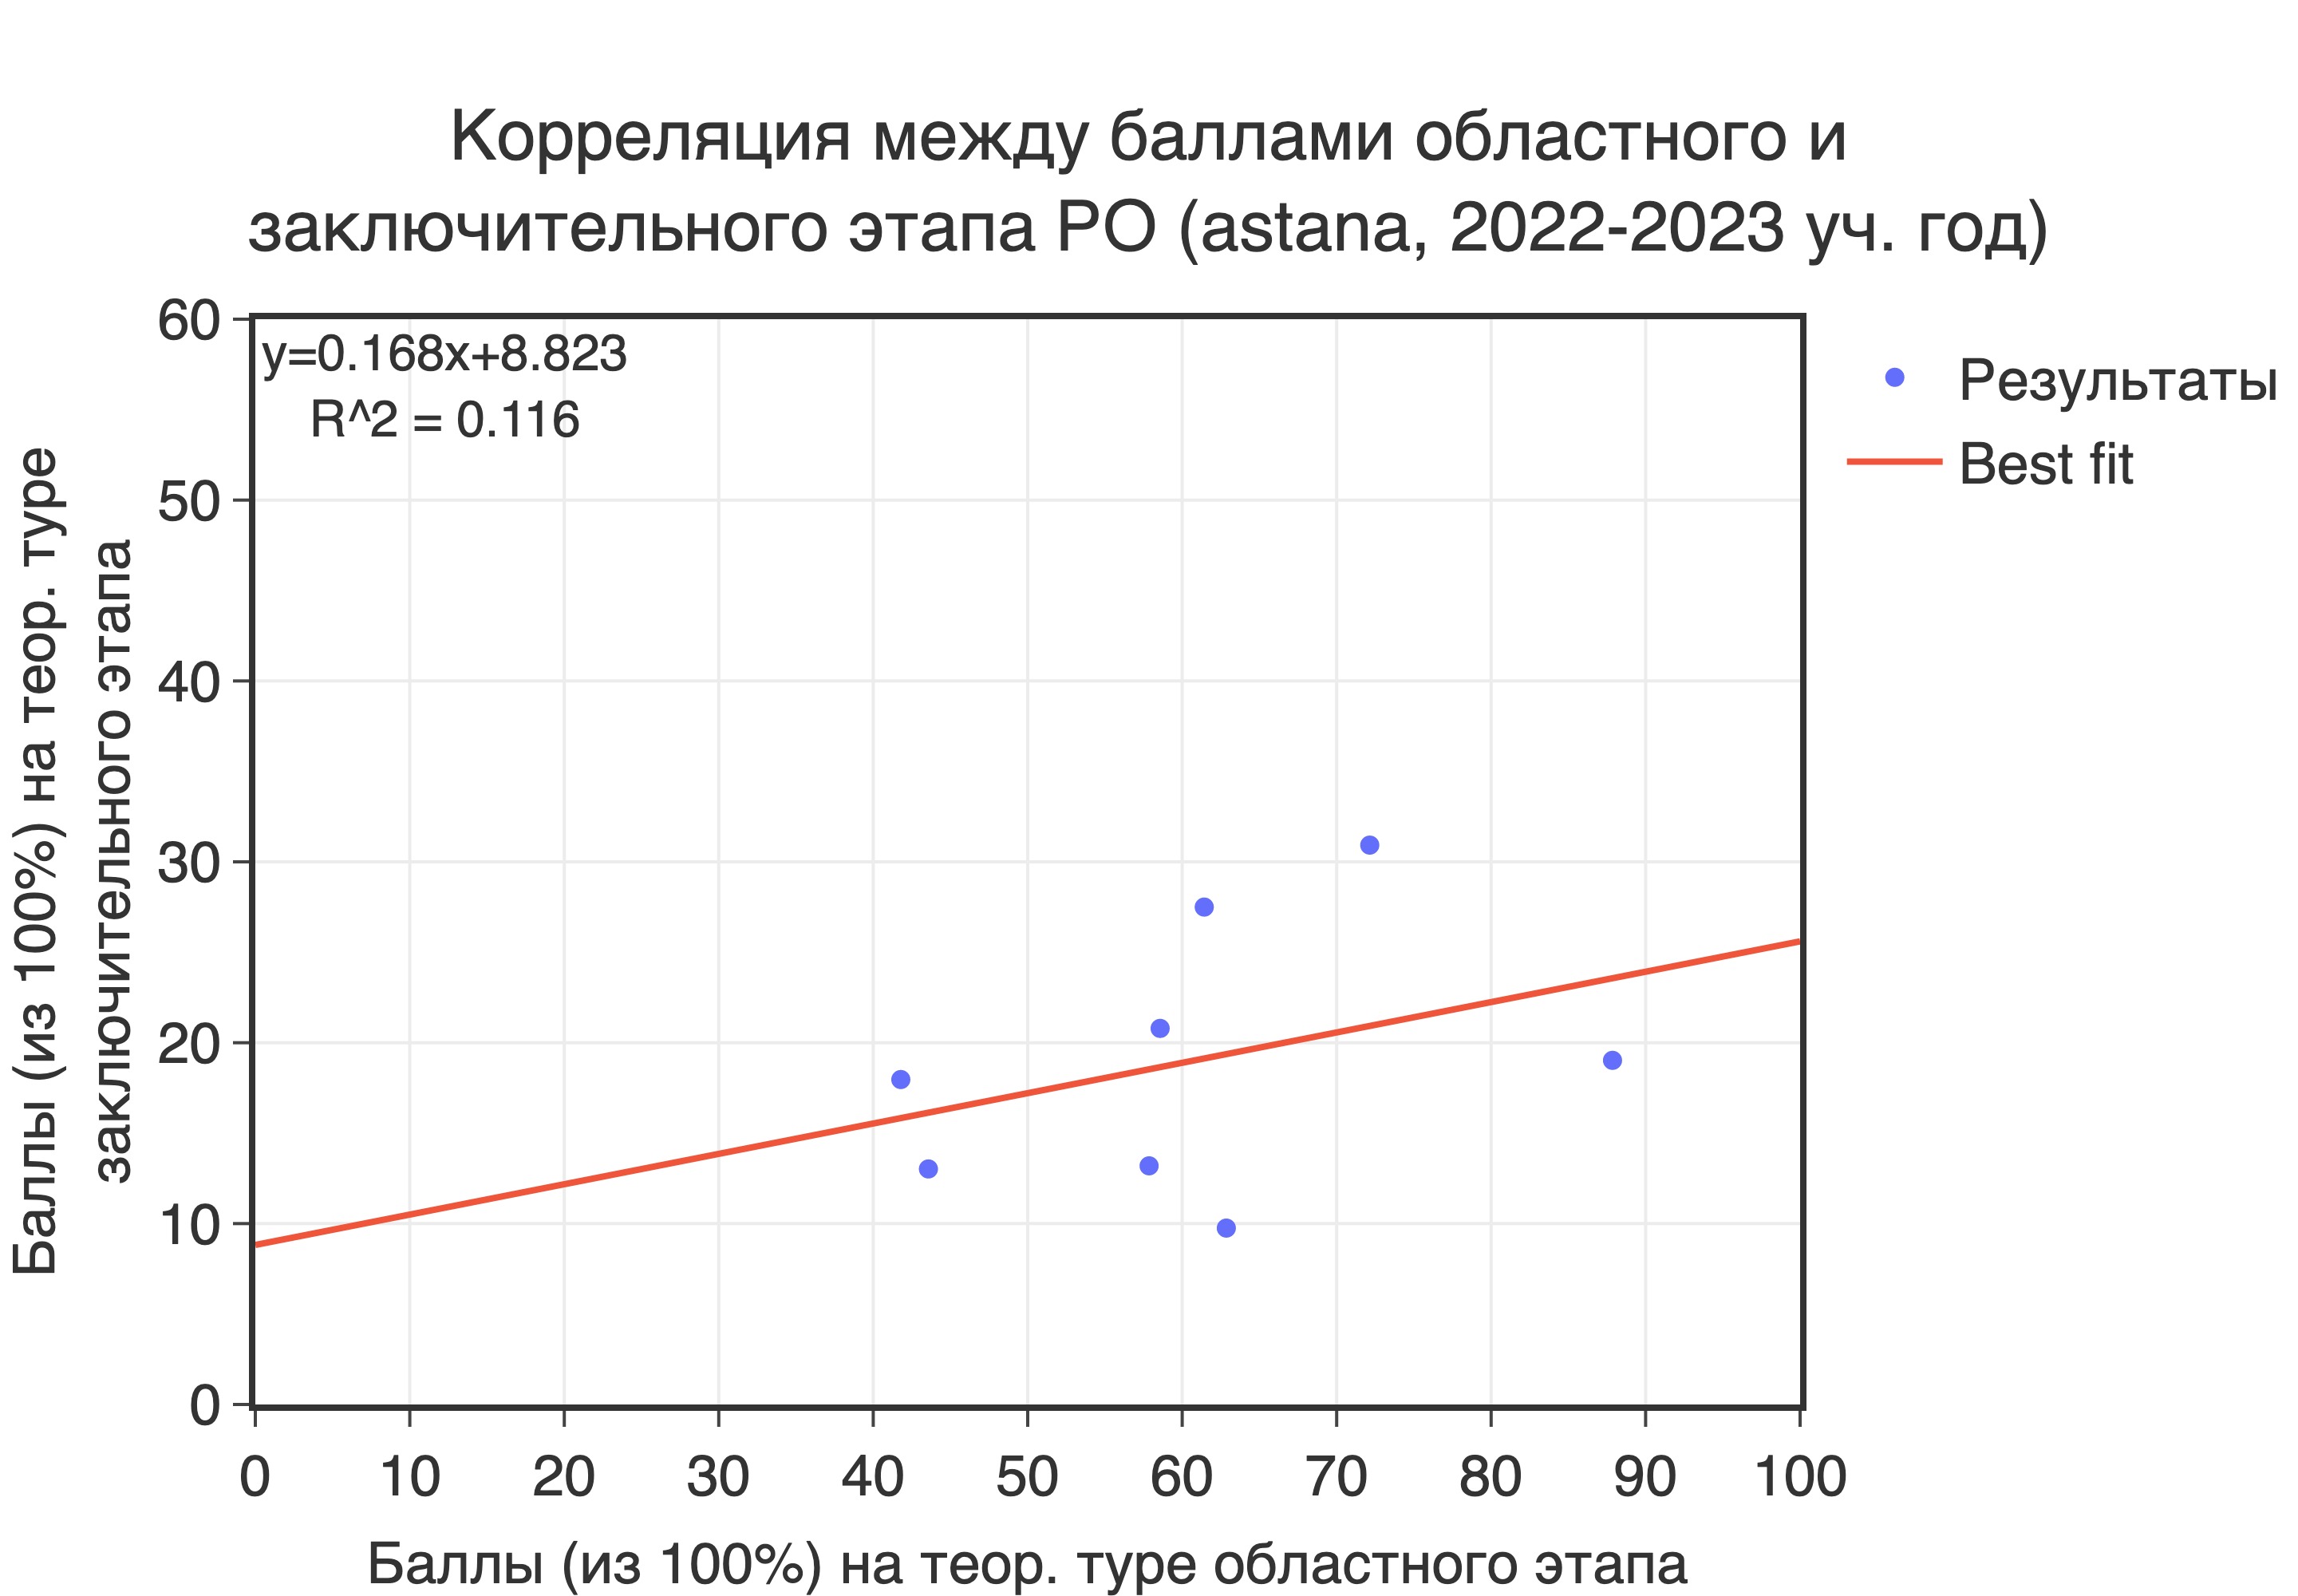 Корреляция между баллами областного и
заключительного этапа РО (astana, 2022-2023 уч. год)
y=0.168x+8.823
R^2 = 0.116
Результаты
Best fit
Баллы (из 100%) на теор. туре
заключительного этапа
60
50
40
30
20
10
0
0 10 20 30 40 50 60 70 80 90 100
Баллы (из 100%) на теор. туре областного этапа